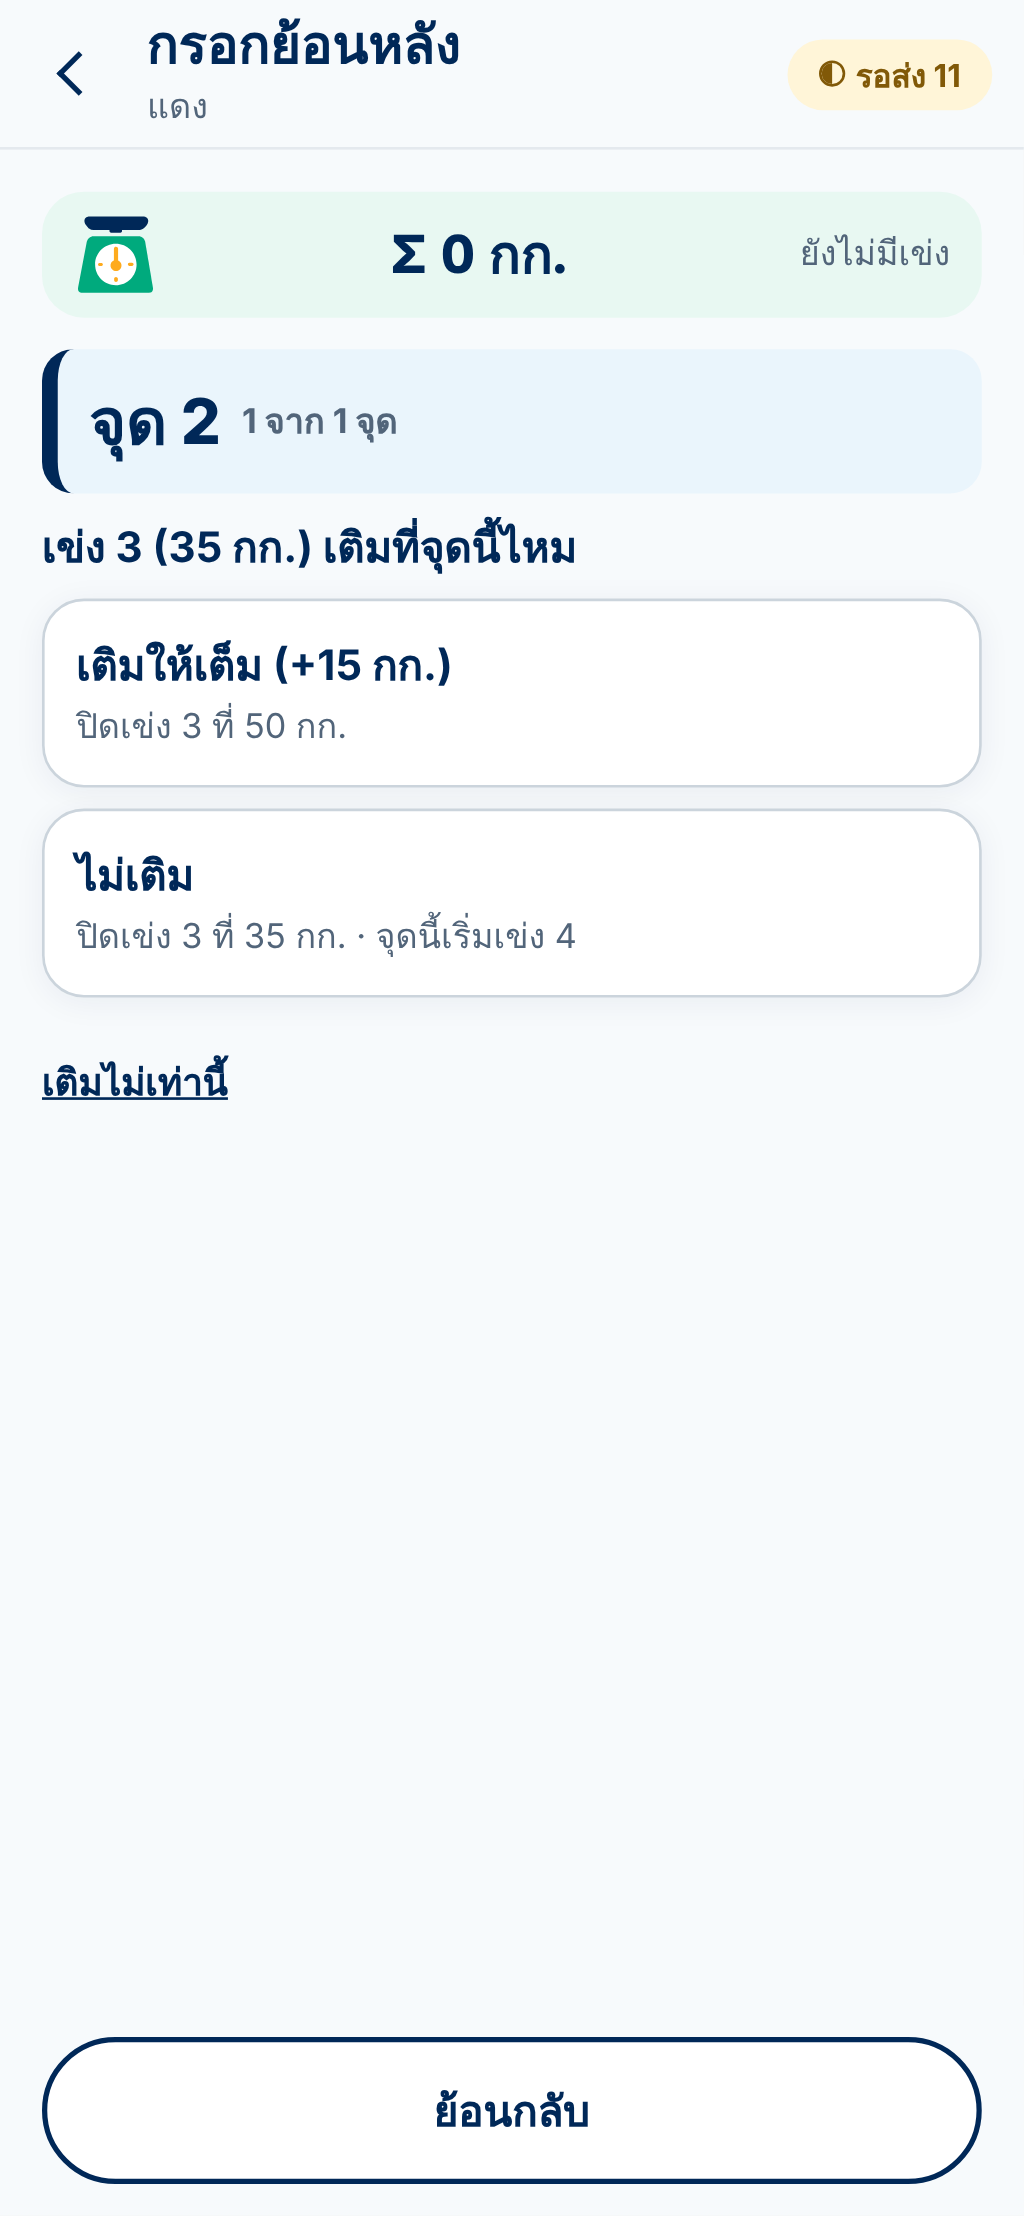 กรอกย้อนหลัง
แดง
รอส่ง 11
Σ 0 กก.
ยังไม่มีเข่ง
จุด 2 1 จาก 1 จุด
เข่ง 3 (35 กก.) เติมที่จุดนี้ไหม
เติมให้เต็ม (+15 กก.)
ปิดเข่ง 3 ที่ 50 กก.
ไม่เติม
ปิดเข่ง 3 ที่ 35 กก. · จุดนี้เริ่มเข่ง 4
เติมไม่เท่านี้
ย้อนกลับ